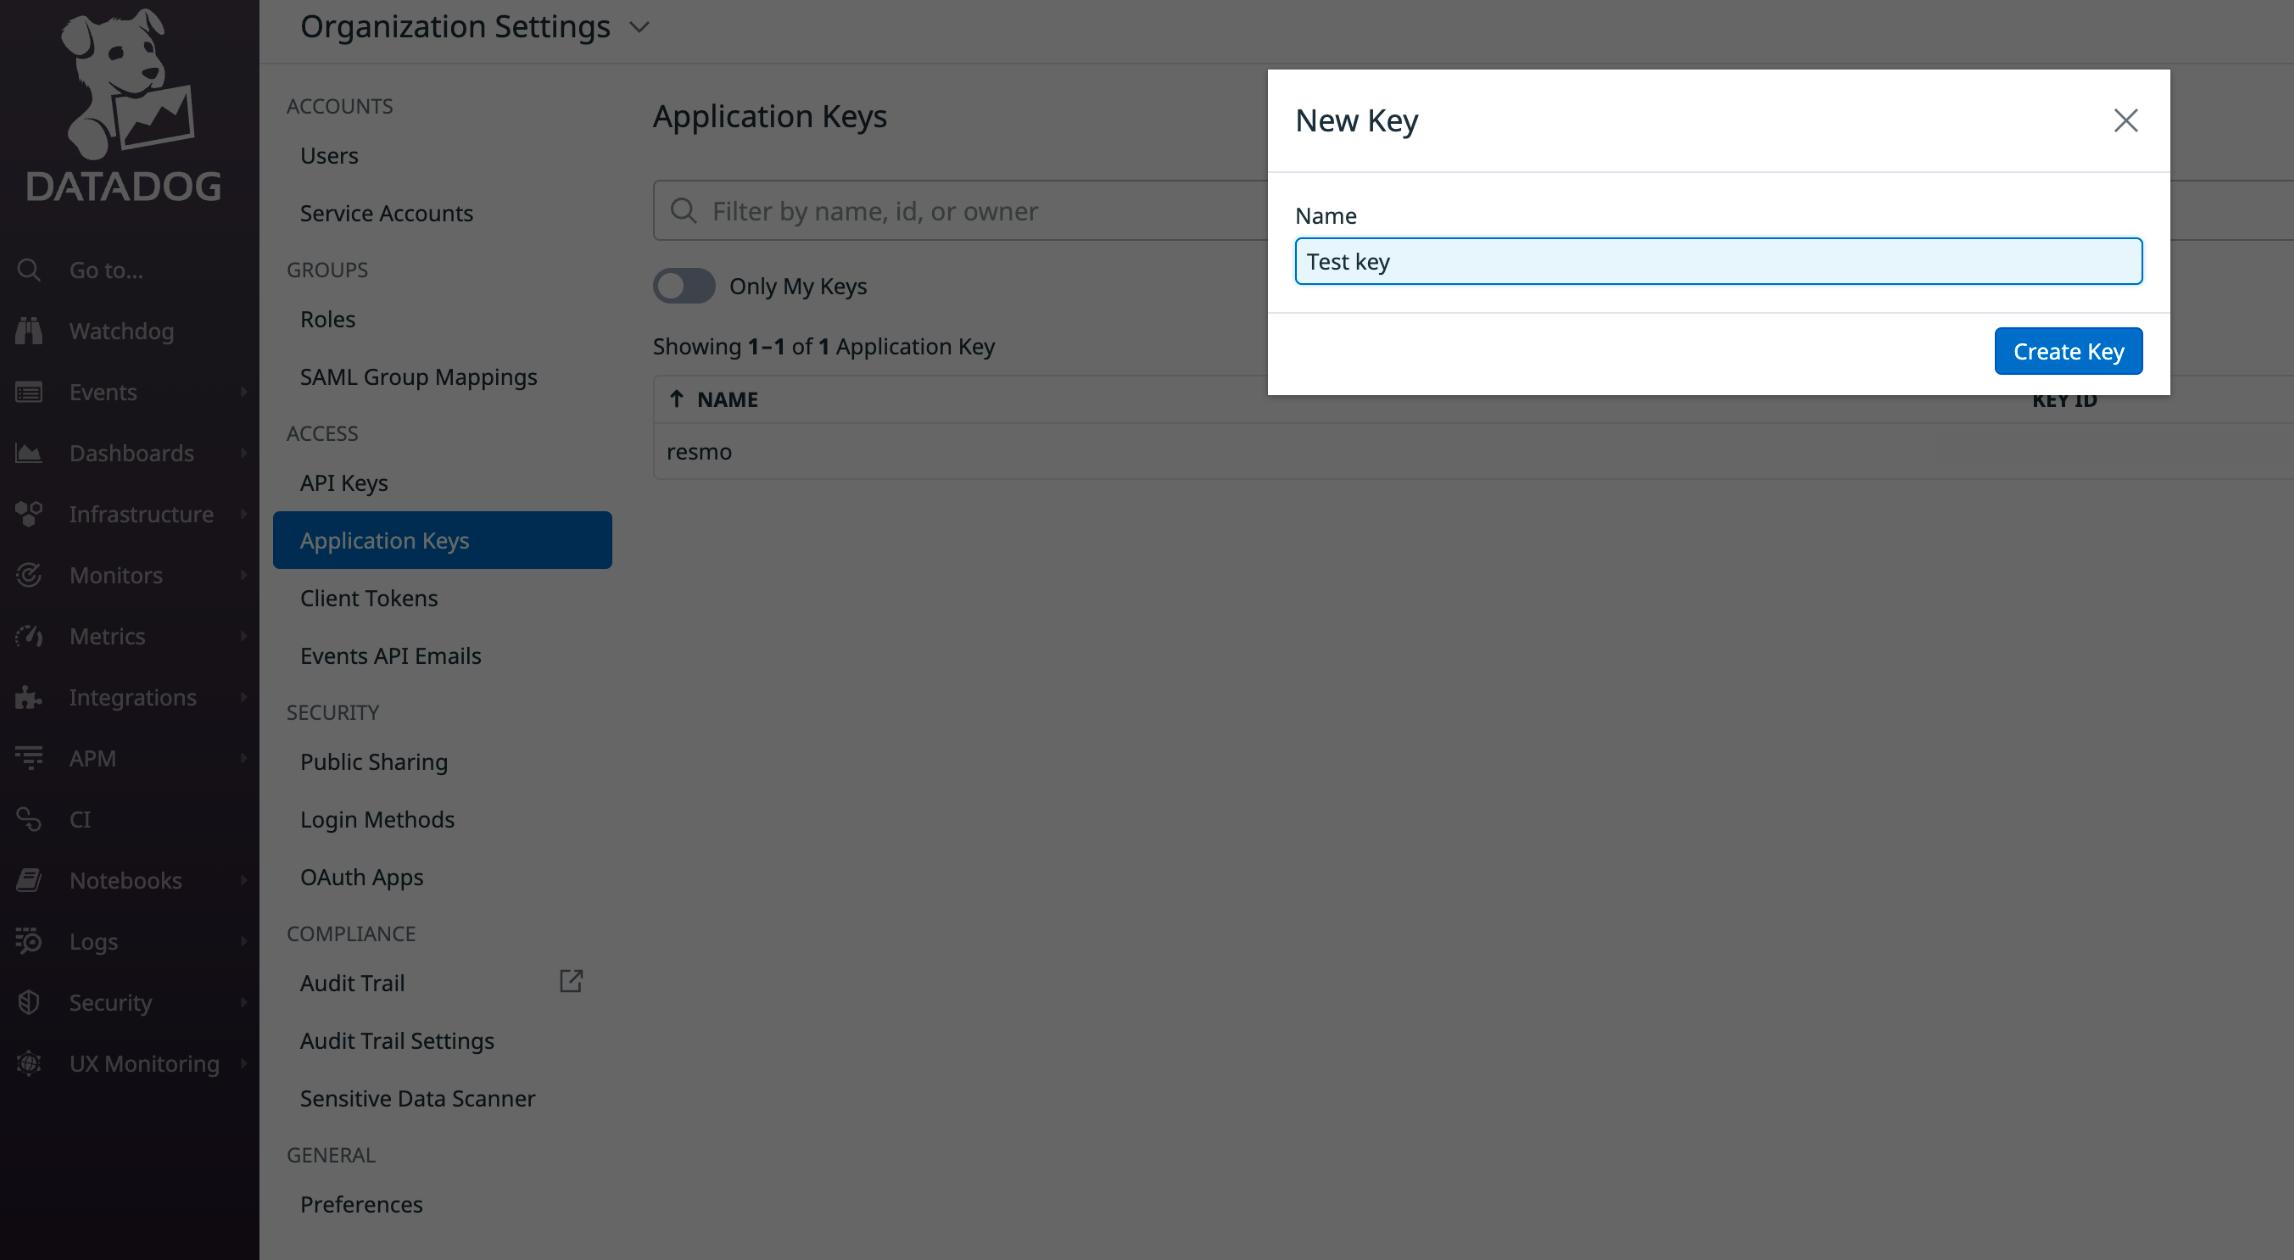 DATADOG
Go to...
Watchdog
Events
Dashboards
Infrastructure
Monitors
Metrics
Integrations
APM
CI
Notebooks
Logs
Security
UX Monitoring
Organization Settings
ACCOUNTS
Users
Service Accounts
GROUPS
Roles
SAML Group Mappings
ACCESS
API Keys
Application Keys
Client Tokens
Events API Emails
SECURITY
Public Sharing
Login Methods
OAuth Apps
COMPLIANCE
Audit Trail
Audit Trail Settings
Sensitive Data Scanner
GENERAL
Preferences
Application Keys
Filter by name, id, or owner
Only My Keys
Showing 1–1 of 1 Application Key
NAME
KEY ID
resmo
New Key
Name
Test key
Create Key